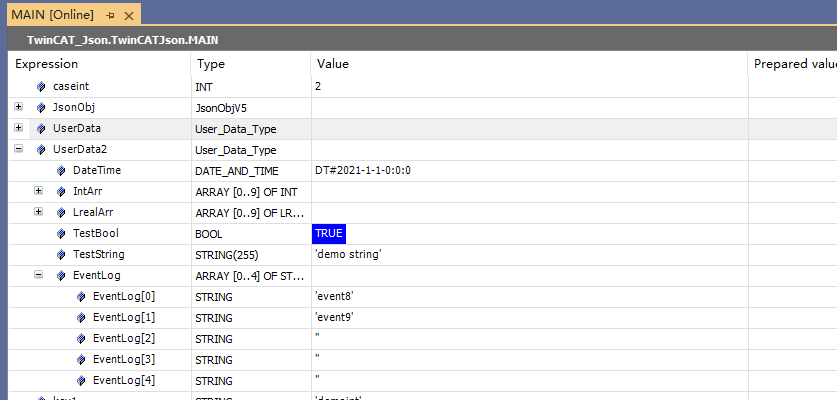 MAIN [Online]
TwinCAT_Json.TwinCATJson.MAIN
Expression Type Value Prepared valu
caseint INT 2
JsonObj JsonObjV5
UserData User_Data_Type
UserData2 User_Data_Type
DateTime DATE_AND_TIME DT#2021-1-1-0:0:0
IntArr ARRAY [0..9] OF INT
LrealArr ARRAY [0..9] OF LR...
TestBool BOOL TRUE
TestString STRING(255) 'demo string'
EventLog ARRAY [0..4] OF ST...
EventLog[0] STRING 'event8'
EventLog[1] STRING 'event9'
EventLog[2] STRING ''
EventLog[3] STRING ''
EventLog[4] STRING ''
key1 STRING 'demoint'